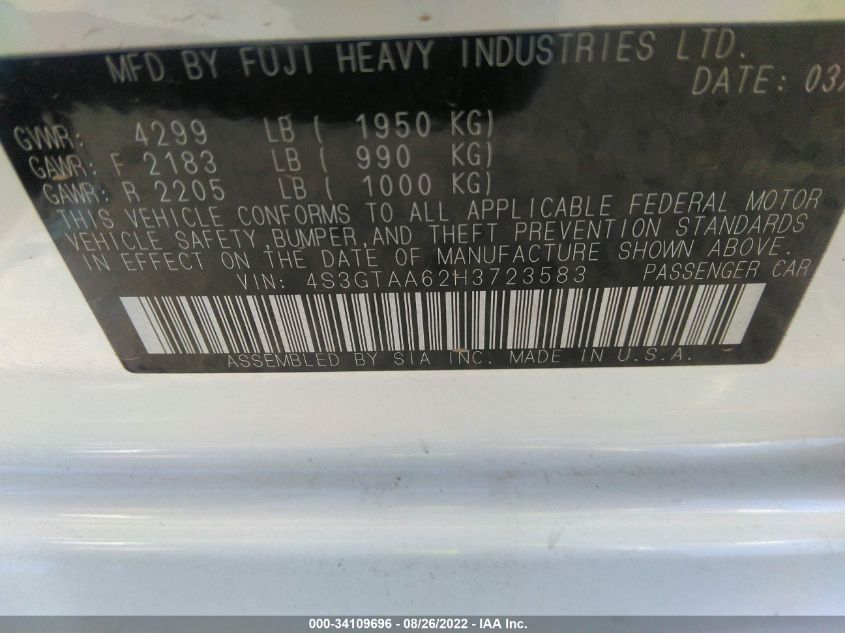 MFD BY FUJI HEAVY INDUSTRIES LTD.
DATE: 03/
GVWR: 4299 LB ( 1950 KG)
GAWR: F 2183 LB ( 990 KG)
GAWR: R 2205 LB ( 1000 KG)
THIS VEHICLE CONFORMS TO ALL APPLICABLE FEDERAL MOTOR
VEHICLE SAFETY,BUMPER,AND THEFT PREVENTION STANDARDS
IN EFFECT ON THE DATE OF MANUFACTURE SHOWN ABOVE.
VIN: 4S3GTAA62H3723583 PASSENGER CAR
ASSEMBLED BY SIA INC. MADE IN U.S.A.
000-34109696 - 08/26/2022 - © IAA Inc.